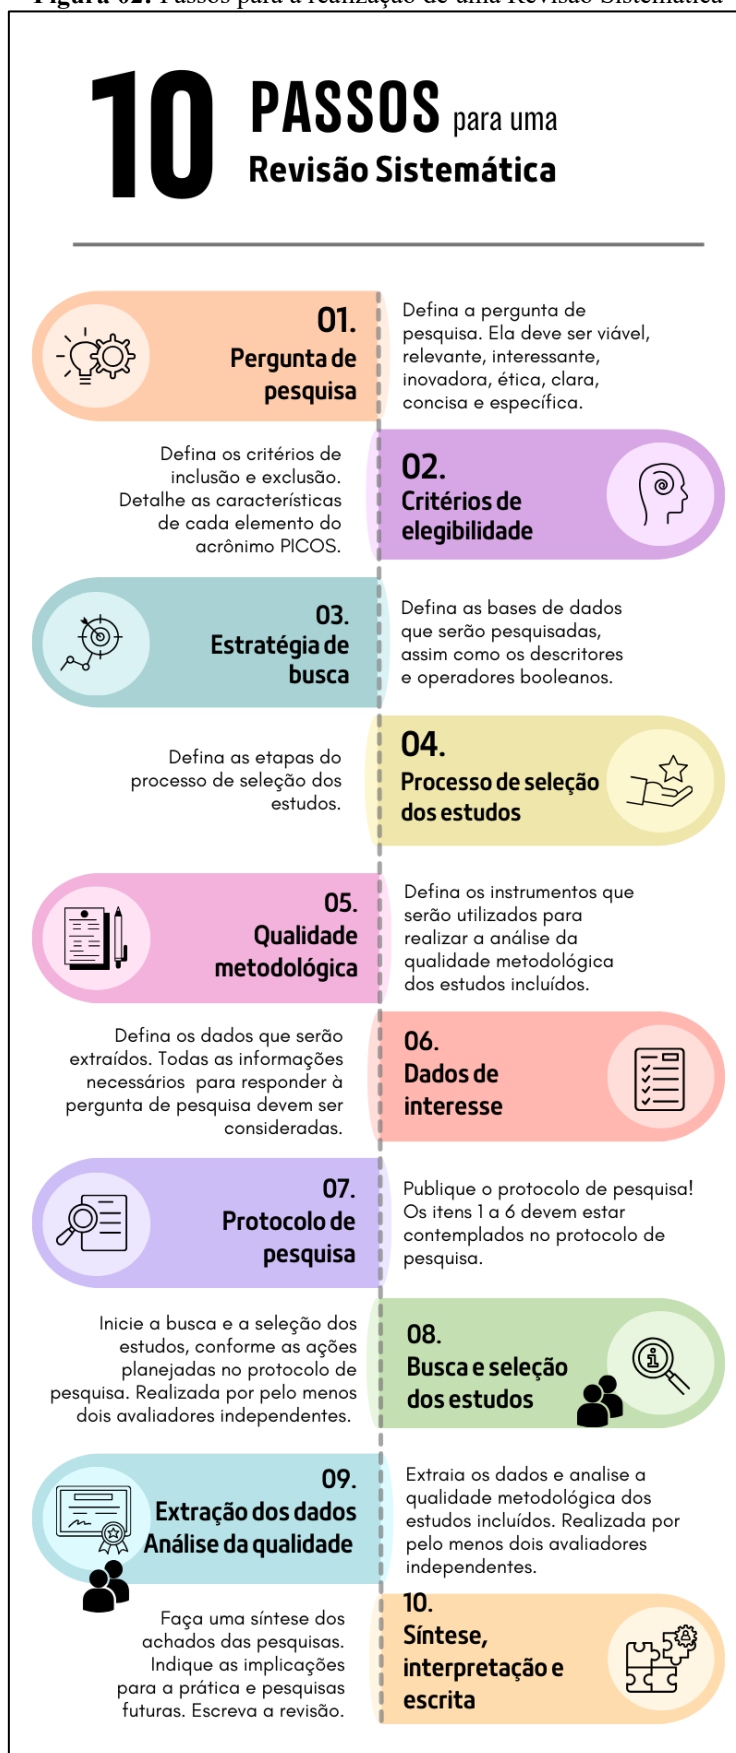 Figura 02: Passos para a realização de uma Revisão Sistemática
10 PASSOS para uma
Revisão Sistemática
01.
Pergunta de
pesquisa
Defina a pergunta de
pesquisa. Ela deve ser viável,
relevante, interessante,
inovadora, ética, clara,
concisa e específica.
Defina os critérios de
inclusão e exclusão.
Detalhe as características
de cada elemento do
acrônimo PICOS.
02.
Critérios de
elegibilidade
03.
Estratégia de
busca
Defina as bases de dados
que serão pesquisadas,
assim como os descritores
e operadores booleanos.
Defina as etapas do
processo de seleção dos
estudos.
04.
Processo de seleção
dos estudos
05.
Qualidade
metodológica
Defina os instrumentos que
serão utilizados para
realizar a análise da
qualidade metodológica
dos estudos incluídos.
Defina os dados que serão
extraídos. Todas as informações
necessários para responder à
pergunta de pesquisa devem ser
consideradas.
06.
Dados de
interesse
07.
Protocolo de
pesquisa
Publique o protocolo de pesquisa!
Os itens 1 a 6 devem estar
contemplados no protocolo de
pesquisa.
Inicie a busca e a seleção dos
estudos, conforme as ações
planejadas no protocolo de
pesquisa. Realizada por pelo menos
dois avaliadores independentes.
08.
Busca e seleção
dos estudos
09.
Extração dos dados
Análise da qualidade
Extraia os dados e analise a
qualidade metodológica dos
estudos incluídos. Realizada por
pelo menos dois avaliadores
independentes.
Faça uma síntese dos
achados das pesquisas.
Indique as implicações
para a prática e pesquisas
futuras. Escreva a revisão.
10.
Síntese,
interpretação e
escrita